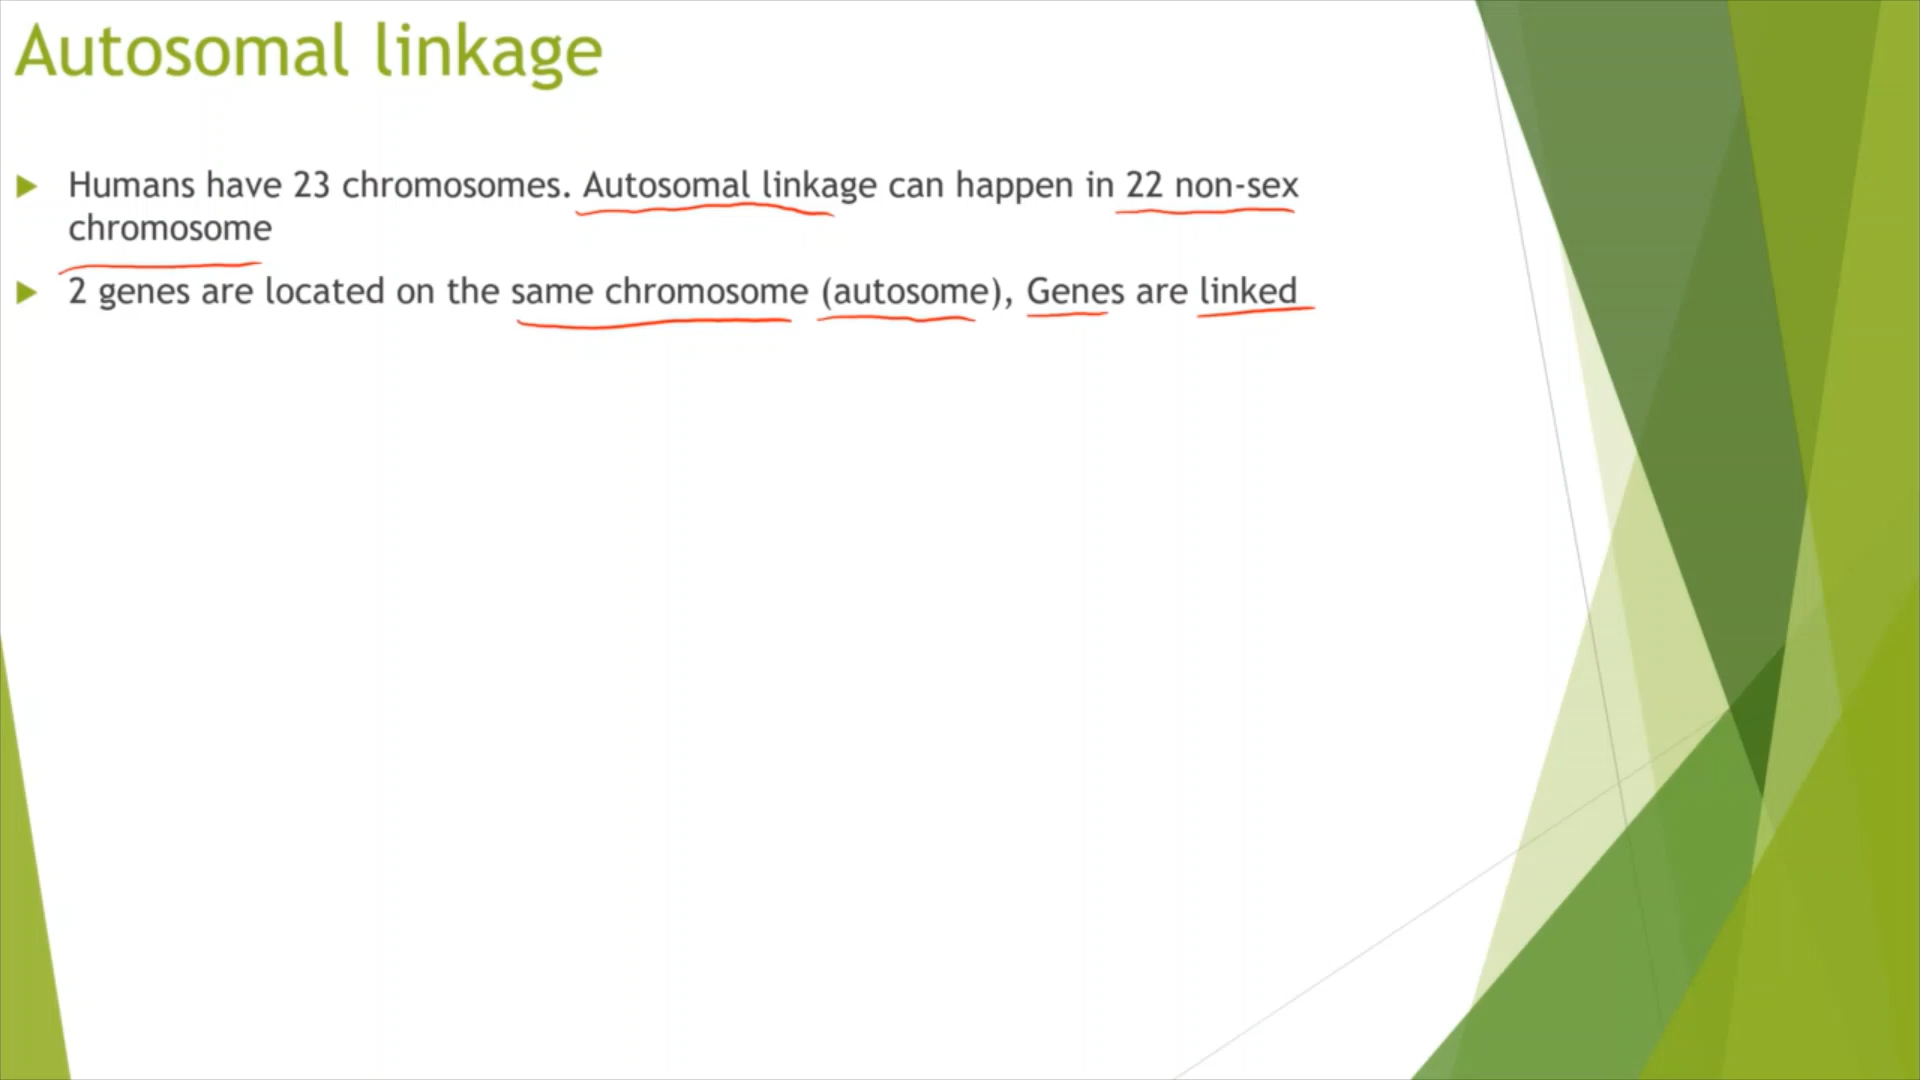 Autosomal linkage
Humans have 23 chromosomes. Autosomal linkage can happen in 22 non-sex
chromosome
2 genes are located on the same chromosome (autosome), Genes are linked